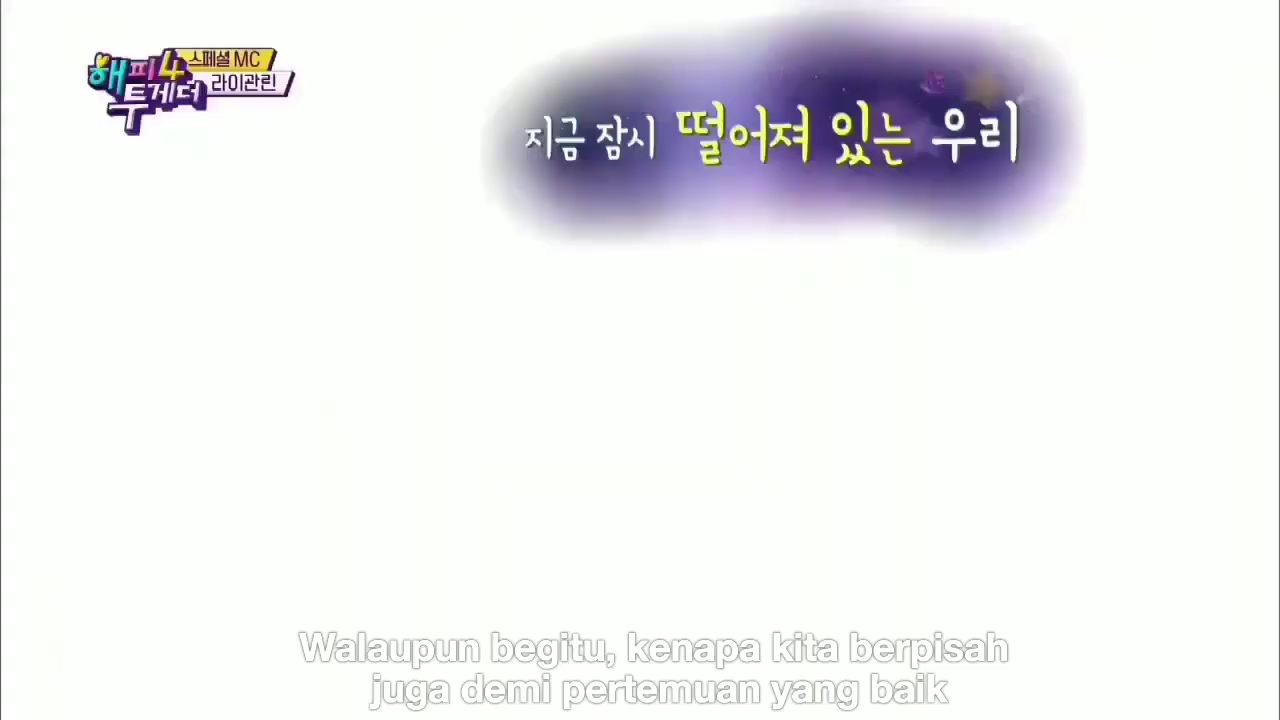 해피투게더4
스페셜 MC
라이관린
지금 잠시 떨어져 있는 우리
Walaupun begitu, kenapa kita berpisah
juga demi pertemuan yang baik